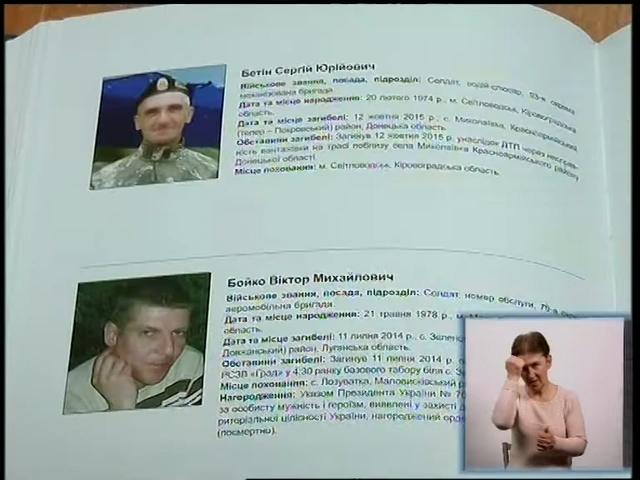 Бетін Сергій Юрійович
Військове звання, посада, підрозділ: Солдат, водій-слюсар, 93-я окрема
механізована бригада.
Дата та місце народження: 20 лютого 1974 р., м. Світловодськ, Кіровоградська
область.
Дата та місце загибелі: 12 жовтня 2015 р., с. Миколаївка, Красноармійський
(тепер – Покровський) район, Донецька область.
Обставини загибелі: Загинув 12 жовтня 2015 р. унаслідок ДТП через несправ-
ність вантажівки на трасі поблизу села Миколаївка Красноармійського району
Донецької області.
Місце поховання: м. Світловодськ, Кіровоградська область.
Бойко Віктор Михайлович
Військове звання, посада, підрозділ: Солдат, номер обслуги, 79-а
аеромобільна бригада.
Дата та місце народження: 21 травня 1978 р.,
область.
Дата та місце загибелі: 11 липня 2014 р., с.
район, Луганська область.
Обставини загибелі: Загинув 11 липня 2014 р.
РСЗВ «Град» у 4:30 ранку базового табору біля с.
Місце поховання: с. Лозуватка, Маловисківський
Нагородження: Указом Президента України №
за особисту мужність і героїзм, виявлені у захисті
риторіальної цілісності України, нагороджений
(посмертно).